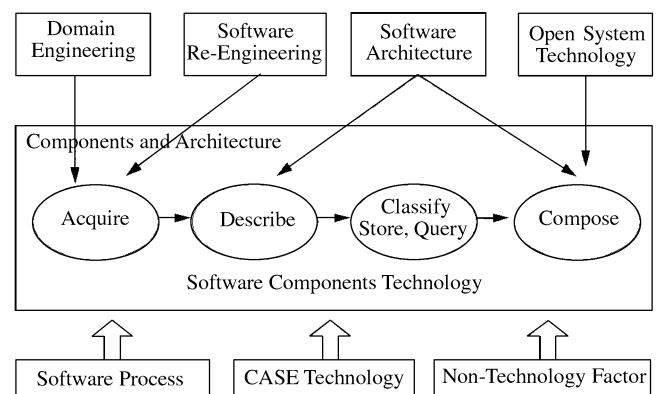 Domain
Engineering
Software
Re-Engineering
Software
Architecture
Open System
Technology
Components and Architecture
Acquire
Describe
Classify
Store, Query
Compose
Software Components Technology
Software Process
CASE Technology
Non-Technology Factor